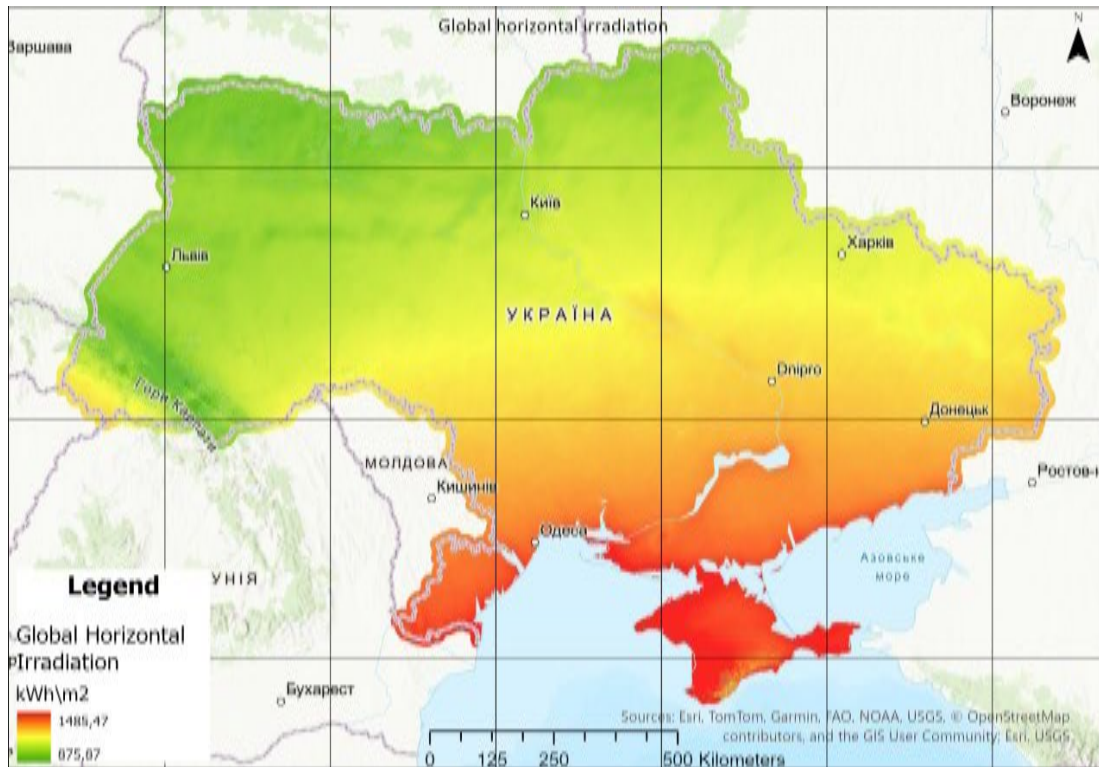 Global horizontal irradiation
N
Варшава
Воронеж
Київ
Харків
Львів
УКРАЇНА
Dnipro
Гори Карпати
Донецьк
МОЛДОВА
Кишинів
Ростов-н
Одеса
Азовське
море
УНІЯ
Legend
Global Horizontal
Irradiation
kWh\m2
1485,47
675,67
Бухарест
Sources: Esri, TomTom, Garmin, FAO, NOAA, USGS, © OpenStreetMap
contributors, and the GIS User Community, Esri, USGS
0 125 250 500 Kilometers